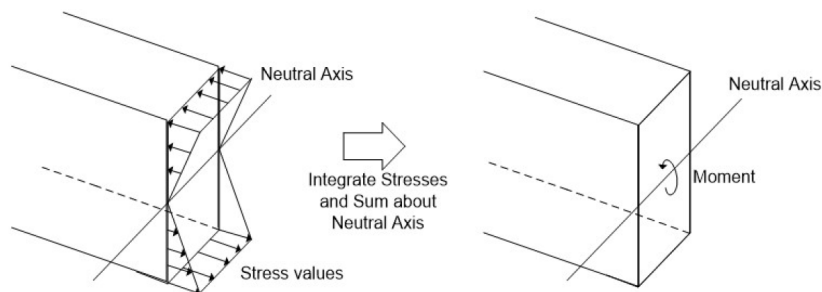 Neutral Axis
Integrate Stresses
and Sum about
Neutral Axis
Stress values
Neutral Axis
Moment